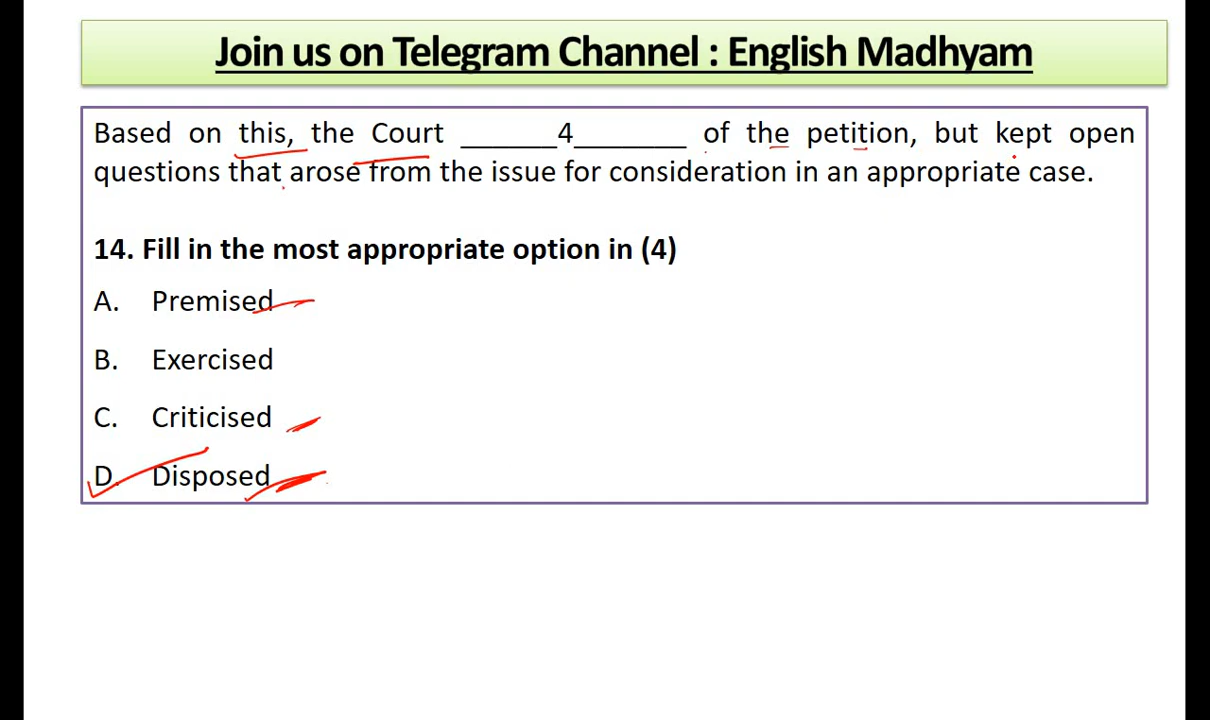 Join us on Telegram Channel : English Madhyam
Based on this, the Court ______4_______ of the petition, but kept open
questions that arose from the issue for consideration in an appropriate case.
14. Fill in the most appropriate option in (4)
A. Premised
B. Exercised
C. Criticised
D. Disposed